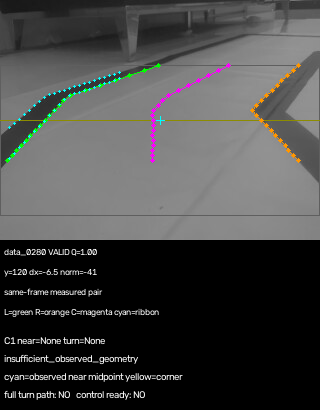 data_0280 VALID Q=1.00
y=120 dx=-6.5 norm=-41
same-frame measured pair
L=green R=orange C=magenta cyan=ribbon
C1 near=None turn=None
insufficient_observed_geometry
cyan=observed near midpoint yellow=corner
full turn path: NO control ready: NO